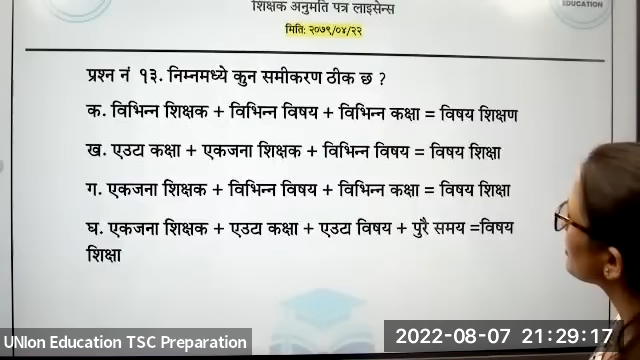 EDUCATION
शिक्षक अनुमति पत्र लाइसेन्स
मिति: २०७९/०४/२२
प्रश्न नं १३. निम्नमध्ये कुन समीकरण ठीक छ ?
क. विभिन्न शिक्षक + विभिन्न विषय + विभिन्न कक्षा = विषय शिक्षण
ख. एउटा कक्षा + एकजना शिक्षक + विभिन्न विषय = विषय शिक्षा
ग. एकजना शिक्षक + विभिन्न विषय + विभिन्न कक्षा = विषय शिक्षा
घ. एकजना शिक्षक + एउटा कक्षा + एउटा विषय + पुरै समय =विषय
शिक्षा
UNIon Education TSC Preparation
2022-08-07 21:29:17